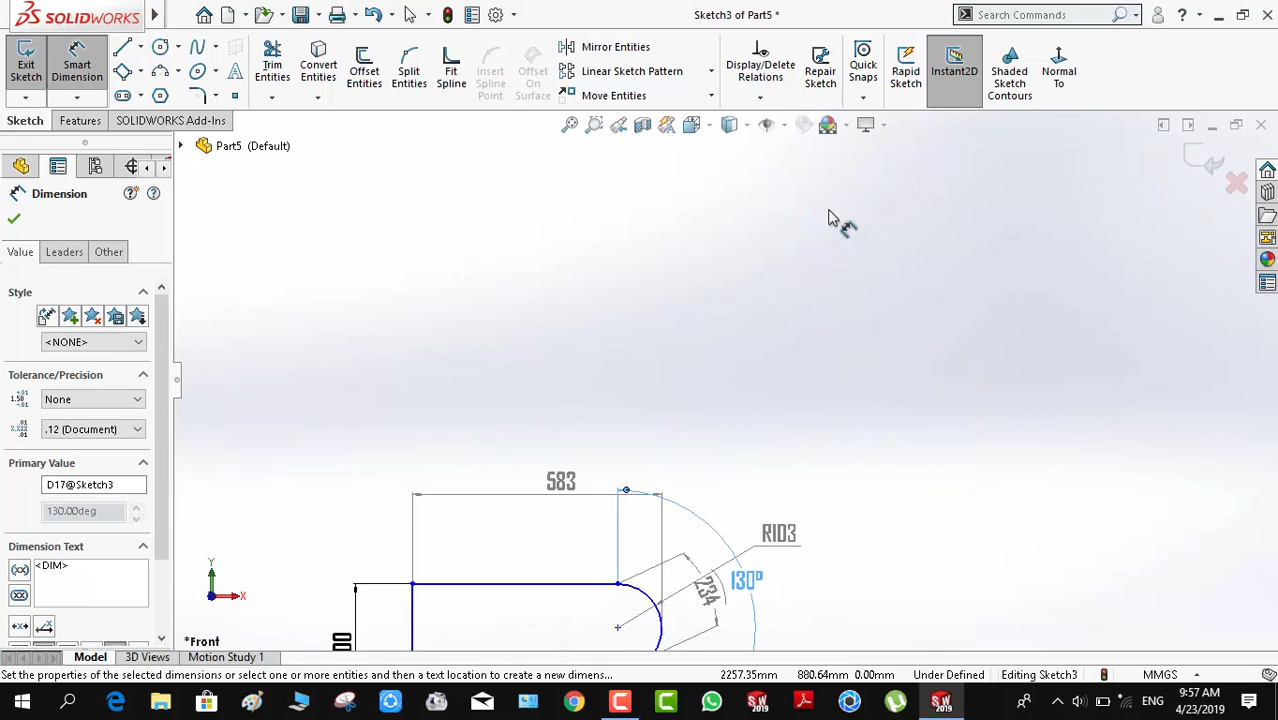 SOLIDWORKS
Sketch3 of Part5 *
Search Commands
Exit Sketch
Smart Dimension
Trim Entities
Convert Entities
Offset Entities
Split Entities
Fit Spline
Insert Spline Point
Offset On Surface
Mirror Entities
Linear Sketch Pattern
Move Entities
Display/Delete Relations
Repair Sketch
Quick Snaps
Rapid Sketch
Instant2D
Shaded Sketch Contours
Normal To
Sketch
Features
SOLIDWORKS Add-Ins
Part5 (Default)
Dimension
Value
Leaders
Other
Style
<NONE>
Tolerance/Precision
None
.12 (Document)
Primary Value
D17@Sketch3
130.00deg
Dimension Text
<DIM>
583
R103
234
130°
Y
X
*Front
Model
3D Views
Motion Study 1
Set the properties of the selected dimensions or select one or more entities and then a text location to create a new dimens...
2257.35mm
880.64mm 0.00mm
Under Defined
Editing Sketch3
MMGS
ENG
9:57 AM
4/23/2019